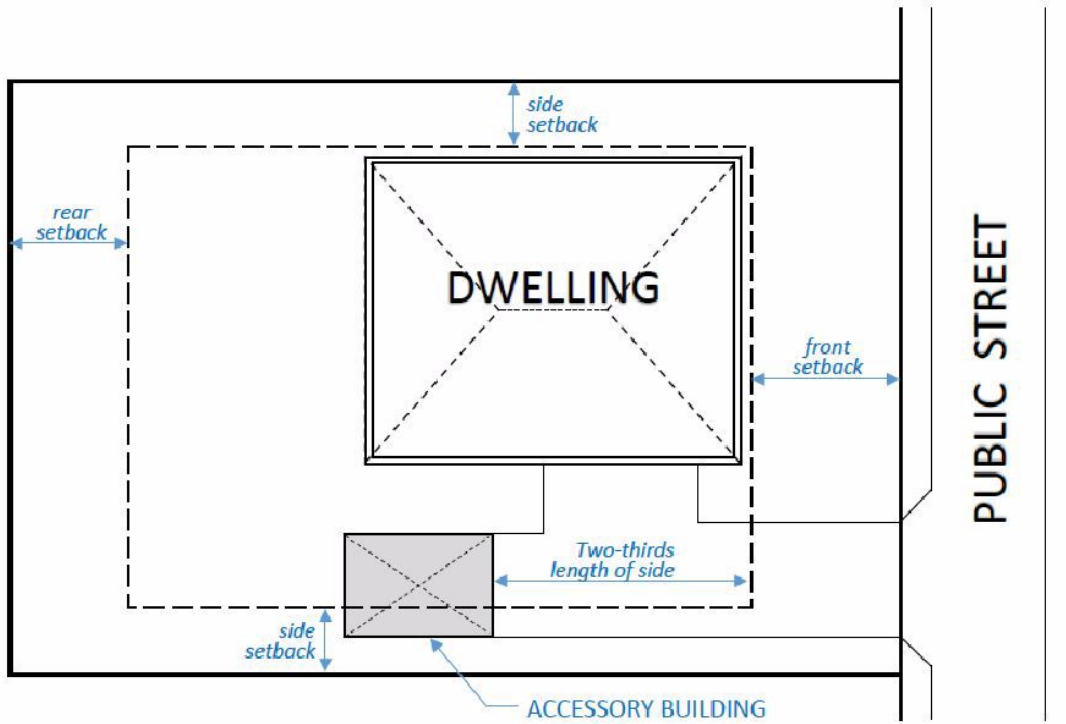 side
setback
rear
setback
DWELLING
front
setback
PUBLIC STREET
Two-thirds
length of side
side
setback
ACCESSORY BUILDING